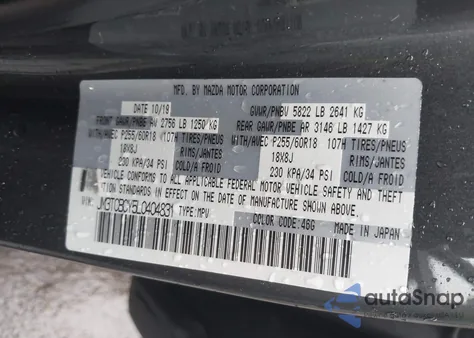 MFD. BY MAZDA MOTOR CORPORATION
DATE 10/19 GVWR/PNBV 5822 LB 2641 KG
FRONT GAWR/PNBE AV 2756 LB 1250 KG REAR GAWR/PNBE AR 3146 LB 1427 KG
WITH/AVEC P255/60R18 107H TIRES/PNEUS WITH/AVEC P255/60R18 107H TIRES/PNEUS
18X8J RIMS/JANTES 18X8J RIMS/JANTES
230 KPA/34 PSI COLD/A FROID 230 KPA/34 PSI COLD/A FROID
VEHICLE CONFORMS TO ALL APPLICABLE FEDERAL MOTOR VEHICLE SAFETY AND THEFT
STANDARDS IN EFFECT ON THE DATE OF MANUFACTURE SHOWN ABOVE.
VIN: JM3TCBCY5L0404831 TYPE:MPV COLOR CODE:46G MADE IN JAPAN
autoSnap